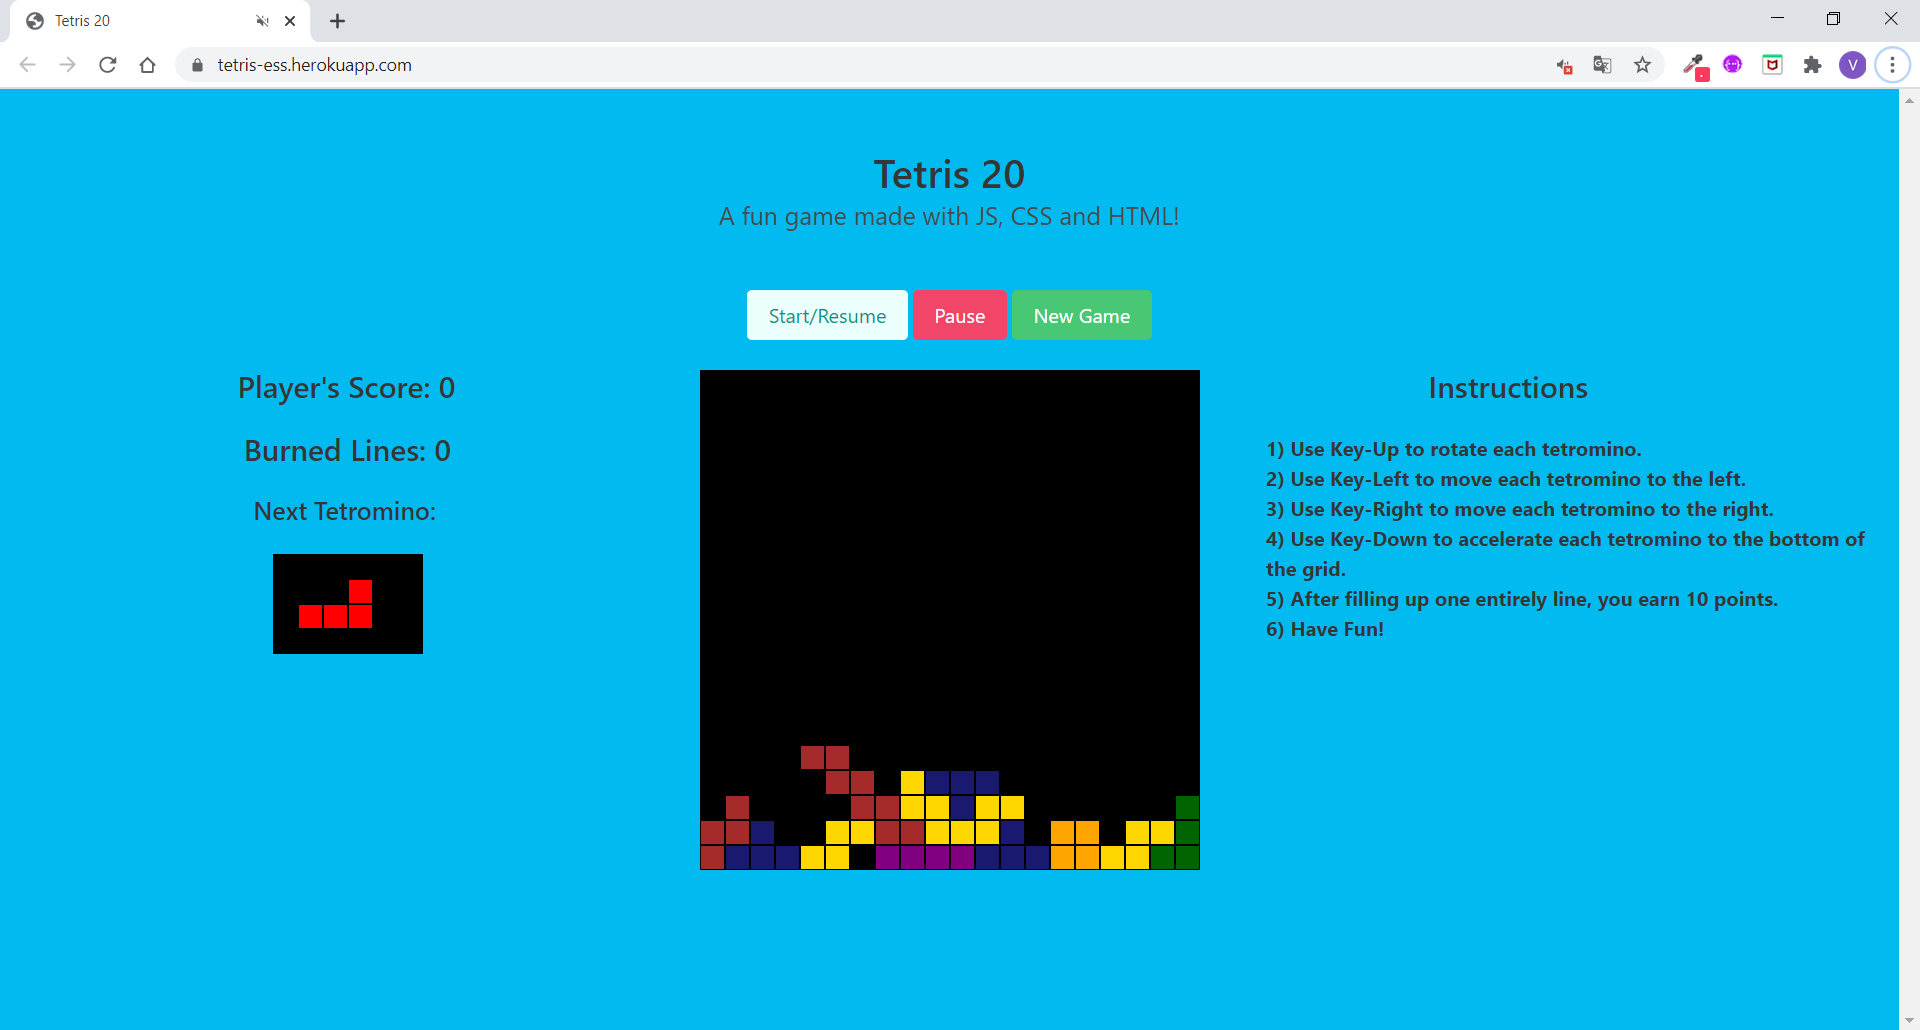 Tetris 20
tetris-ess.herokuapp.com
V
Tetris 20
A fun game made with JS, CSS and HTML!
Start/Resume Pause New Game
Player's Score: 0
Burned Lines: 0
Next Tetromino:
Instructions
1) Use Key-Up to rotate each tetromino.
2) Use Key-Left to move each tetromino to the left.
3) Use Key-Right to move each tetromino to the right.
4) Use Key-Down to accelerate each tetromino to the bottom of
the grid.
5) After filling up one entirely line, you earn 10 points.
6) Have Fun!